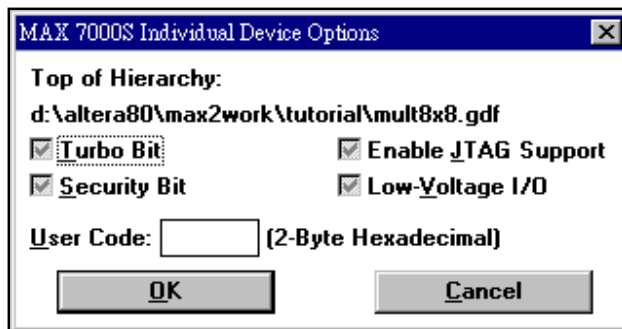 MAX 7000S Individual Device Options
Top of Hierarchy:
d:\altera80\max2work\tutorial\mult8x8.gdf
Turbo Bit Enable JTAG Support
Security Bit Low-Voltage I/O
User Code: (2-Byte Hexadecimal)
OK Cancel